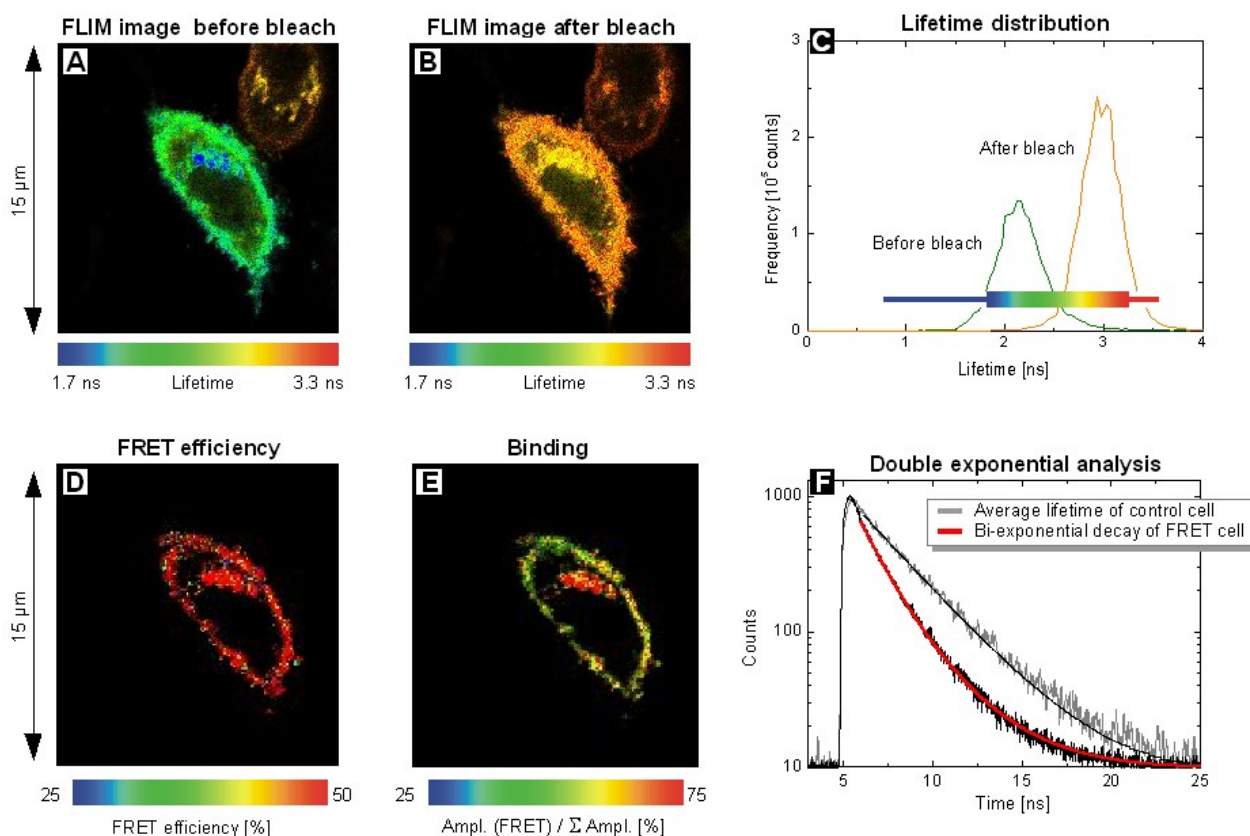 FLIM image before bleach
A
15 µm
1.7 ns Lifetime 3.3 ns
FLIM image after bleach
B
1.7 ns Lifetime 3.3 ns
Lifetime distribution
C
Frequency [10⁵ counts]
3
2
1
0
After bleach
Before bleach
0 1 2 3 4
Lifetime [ns]
FRET efficiency
D
15 µm
25 50
FRET efficiency [%]
Binding
E
25 75
Ampl. (FRET) / Σ Ampl. [%]
Double exponential analysis
F
Counts
1000
100
10
Average lifetime of control cell
Bi-exponential decay of FRET cell
5 10 15 20 25
Time [ns]